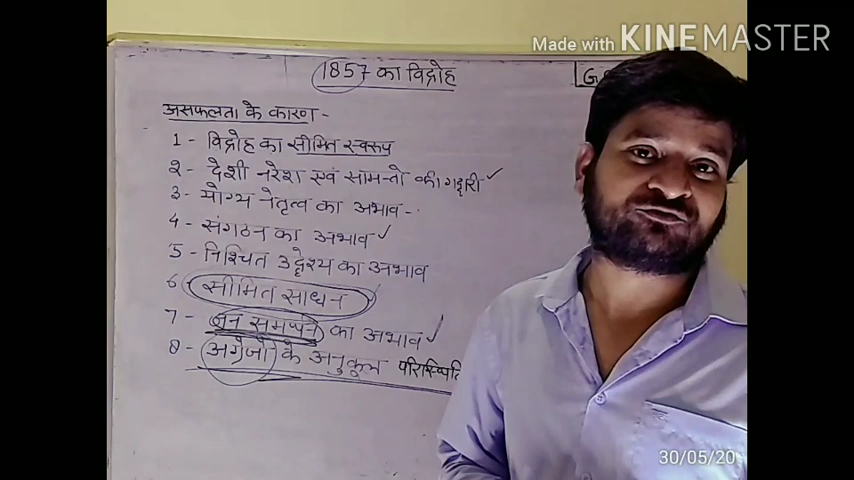 Made with KINEMASTER
1857 का विद्रोह
असफलता के कारण -
1 - विद्रोह का सीमित स्वरूप
2 - देशी नरेश एवं सामन्तो की गद्दारी ✓
3 - योग्य नेतृत्व का अभाव -
4 - संगठन का अभाव ✓
5 - निश्चित उद्देश्य का अभाव
6 - सीमित साधन
7 - जन समर्थन का अभाव ✓
8 - अंग्रेजो के अनुकूल परिस्थिति
30/05/20